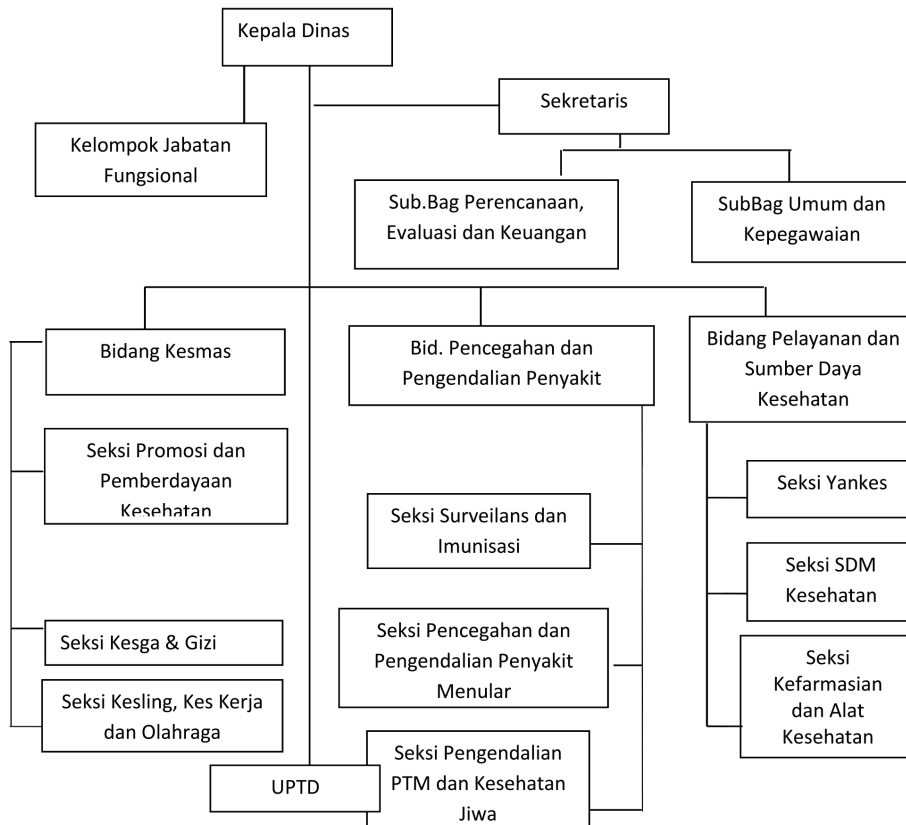 Kepala Dinas
Sekretaris
Kelompok Jabatan
Fungsional
Sub.Bag Perencanaan,
Evaluasi dan Keuangan
SubBag Umum dan
Kepegawaian
Bidang Kesmas
Bid. Pencegahan dan
Pengendalian Penyakit
Bidang Pelayanan dan
Sumber Daya
Kesehatan
Seksi Promosi dan
Pemberdayaan
Kesehatan
Seksi Kesga & Gizi
Seksi Kesling, Kes Kerja
dan Olahraga
Seksi Surveilans dan
Imunisasi
Seksi Pencegahan dan
Pengendalian Penyakit
Menular
Seksi Pengendalian
PTM dan Kesehatan
Jiwa
Seksi Yankes
Seksi SDM
Kesehatan
Seksi
Kefarmasian
dan Alat
Kesehatan
UPTD